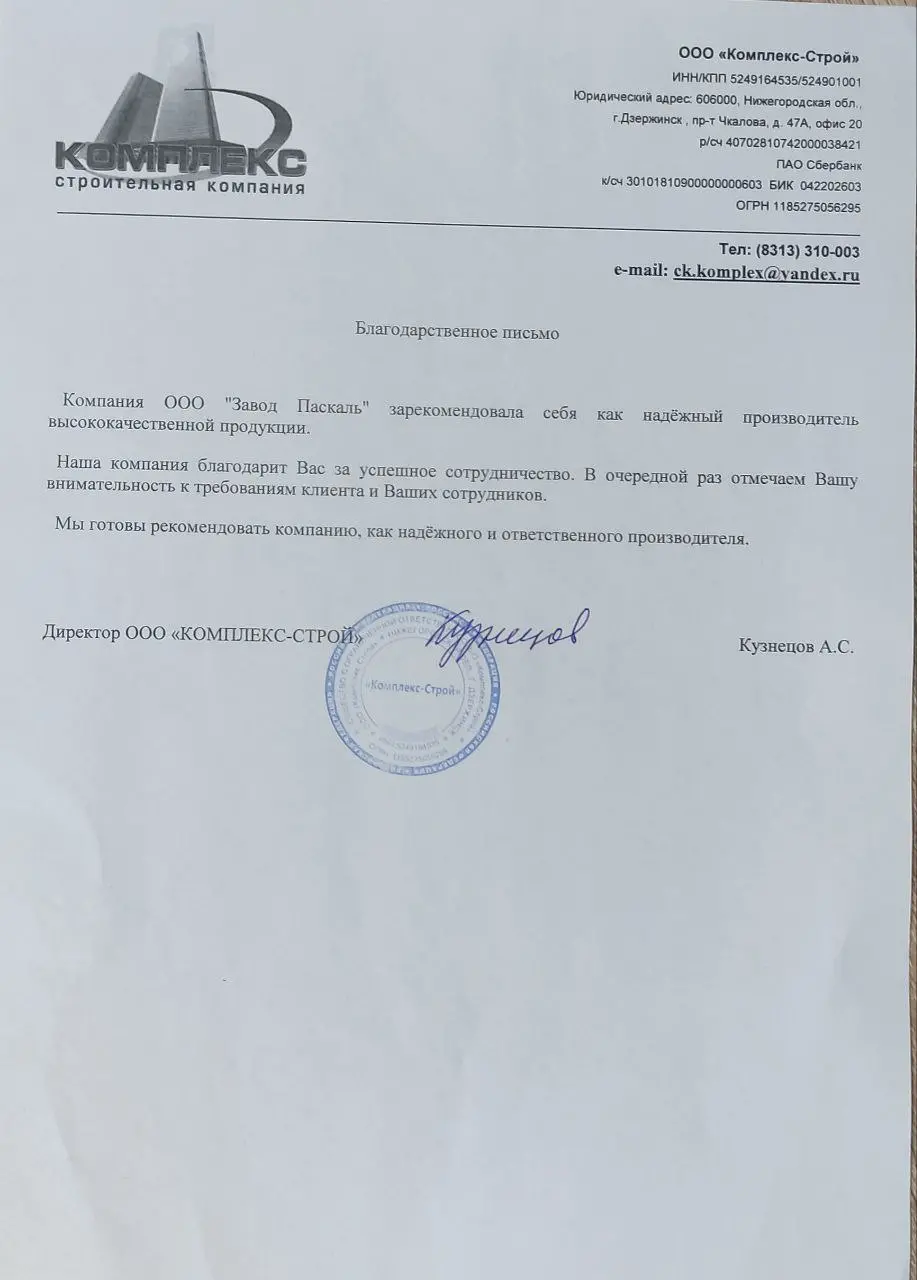 КОМПЛЕКС
строительная компания
ООО «Комплекс-Строй»
ИНН/КПП 5249164535/524901001
Юридический адрес: 606000, Нижегородская обл.,
г.Дзержинск , пр-т Чкалова, д. 47А, офис 20
р/сч 40702810742000038421
ПАО Сбербанк
к/сч 30101810900000000603 БИК 042202603
ОГРН 1185275056295
Тел: (8313) 310-003
e-mail: ck.komplex@yandex.ru
Благодарственное письмо
Компания ООО "Завод Паскаль" зарекомендовала себя как надёжный производитель
высококачественной продукции.
Наша компания благодарит Вас за успешное сотрудничество. В очередной раз отмечаем Вашу
внимательность к требованиям клиента и Ваших сотрудников.
Мы готовы рекомендовать компанию, как надёжного и ответственного производителя.
Директор ООО «КОМПЛЕКС-СТРОЙ»
Кузнецов
Кузнецов А.С.
«Комплекс-Строй»